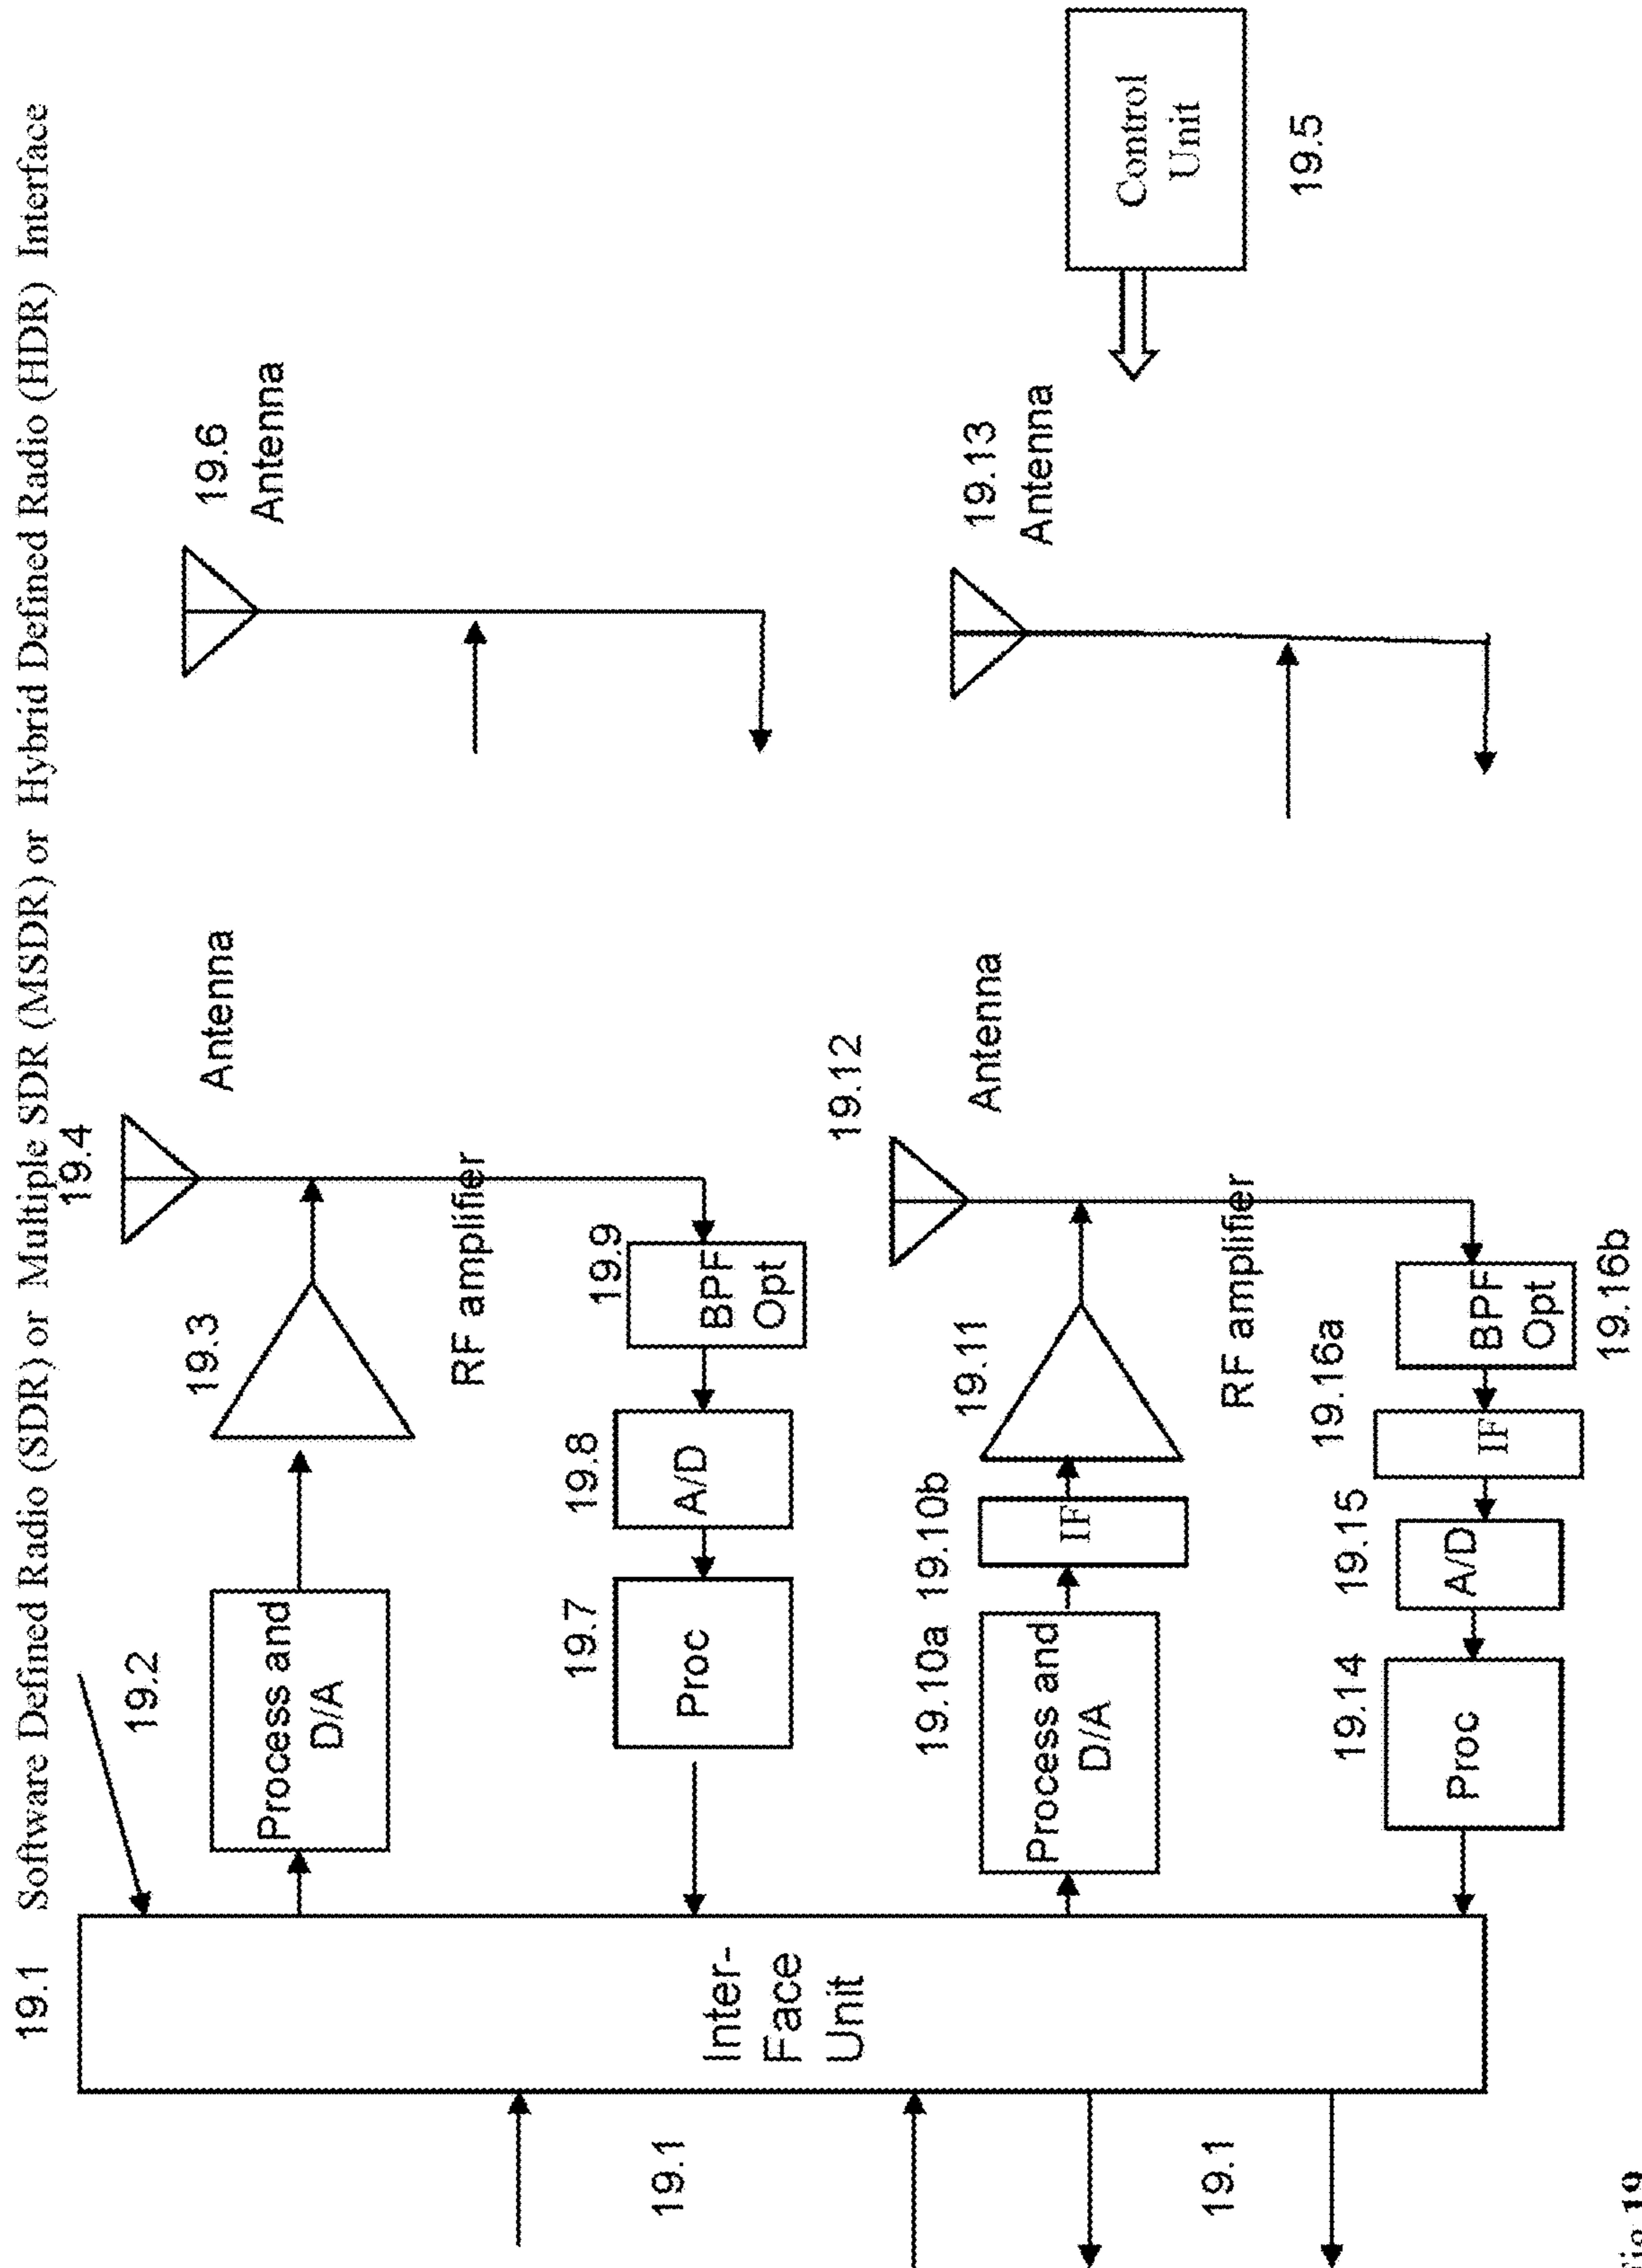 19.1 Software Defined Radio (SDR) or Multiple SDR (MSDR) or Hybrid Defined Radio (HDR) Interface
19.4
19.2
Antenna
19.6
Antenna
19.3
Process and
D/A
RF amplifier
19.9
BPF
Opt
19.8
A/D
19.7
Proc
Inter-
Face
Unit
19.1
19.12
Antenna
19.13
Antenna
Control
Unit
19.5
19.10a
19.10b
19.11
Process and
D/A
IF
RF amplifier
19.16a
BPF
Opt
19.16b
IF
19.15
A/D
19.14
Proc
19.1
19